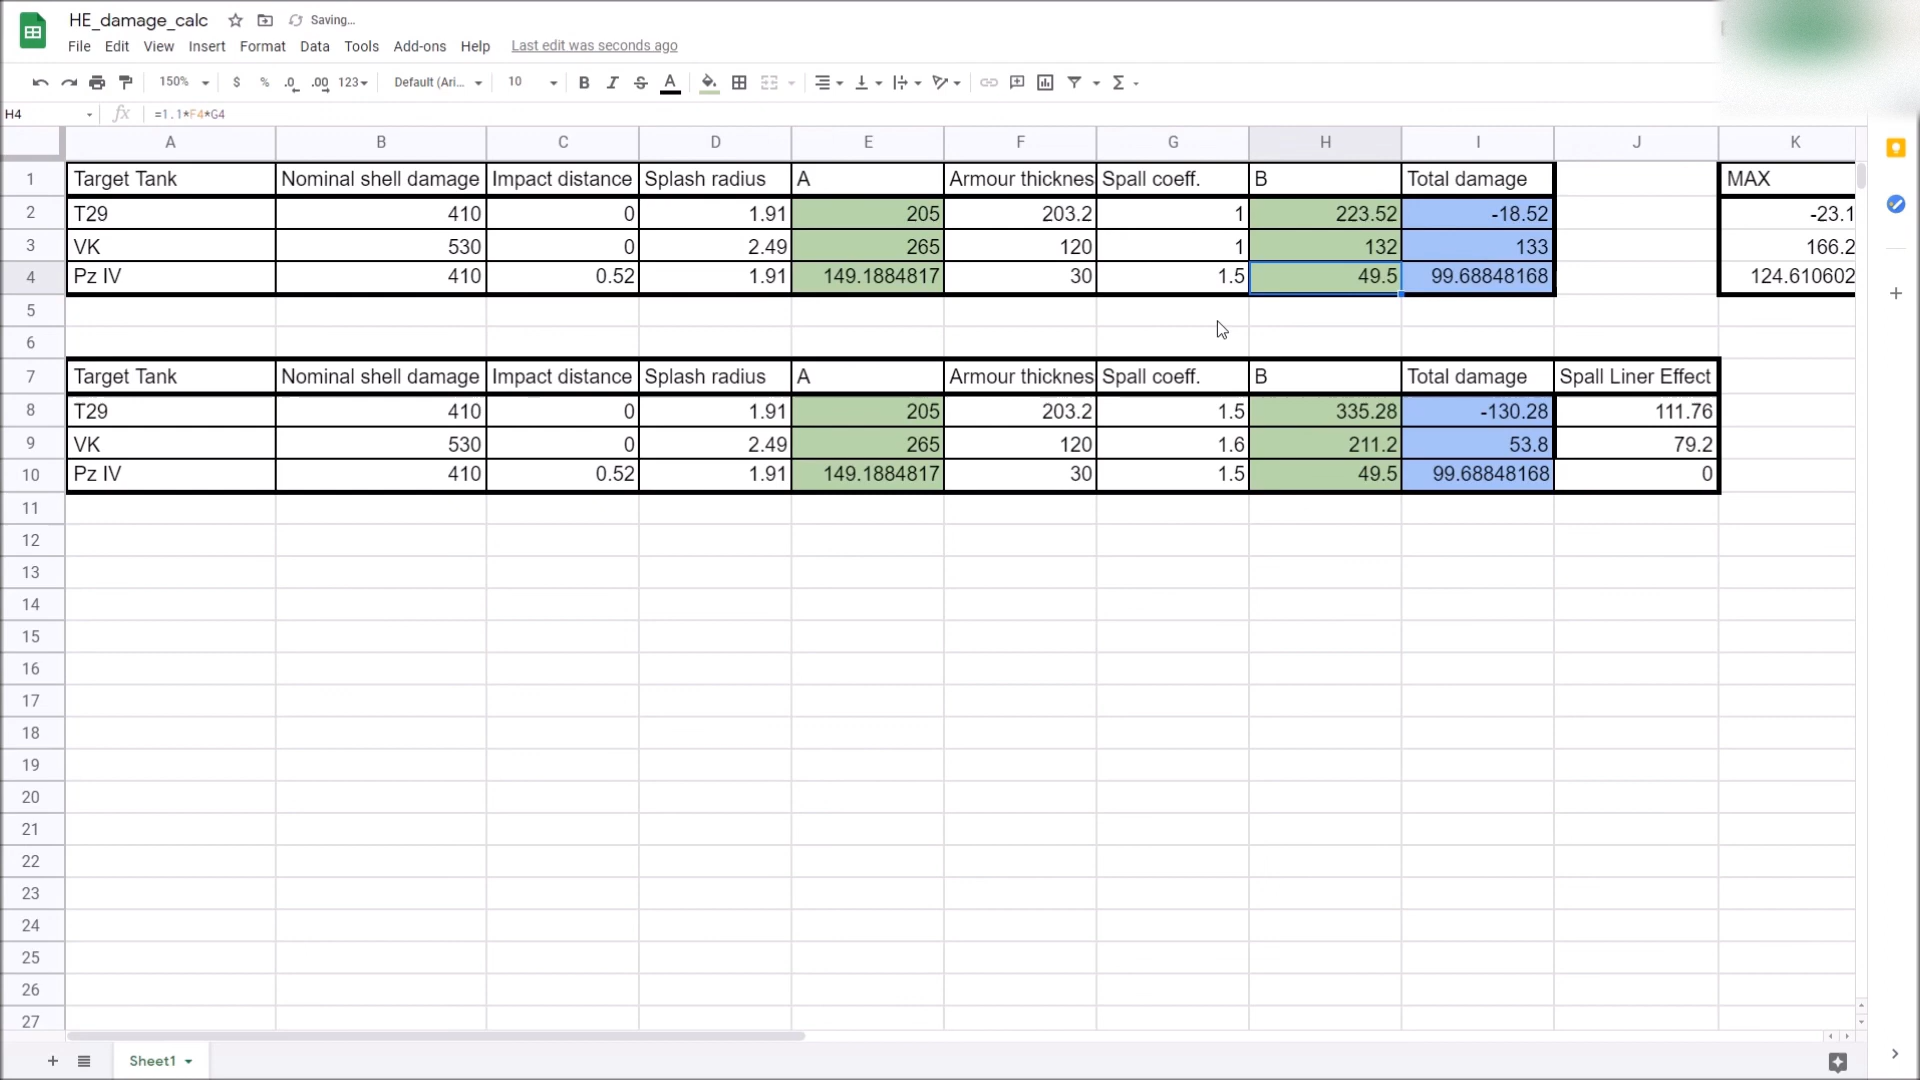 HE_damage_calc Saving...
File Edit View Insert Format Data Tools Add-ons Help Last edit was seconds ago
150% $ % .0 .00 123 Default (Ari... 10 B I S A Σ
H4 fx =1.1*F4*G4
A B C D E F G H I J K
1 Target Tank Nominal shell damage Impact distance Splash radius A Armour thicknes Spall coeff. B Total damage MAX
2 T29 410 0 1.91 205 203.2 1 223.52 -18.52 -23.1
3 VK 530 0 2.49 265 120 1 132 133 166.2
4 Pz IV 410 0.52 1.91 149.1884817 30 1.5 49.5 99.68848168 124.610602
5
6
7 Target Tank Nominal shell damage Impact distance Splash radius A Armour thicknes Spall coeff. B Total damage Spall Liner Effect
8 T29 410 0 1.91 205 203.2 1.5 335.28 -130.28 111.76
9 VK 530 0 2.49 265 120 1.6 211.2 53.8 79.2
10 Pz IV 410 0.52 1.91 149.1884817 30 1.5 49.5 99.68848168 0
11
12
13
14
15
16
17
18
19
20
21
22
23
24
25
26
27
Sheet1